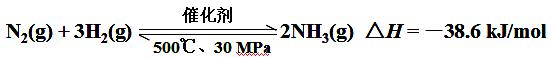 催化剂
N₂(g) + 3H₂(g) ⇌ 2NH₃(g) △H = －38.6 kJ/mol
500℃、30 MPa